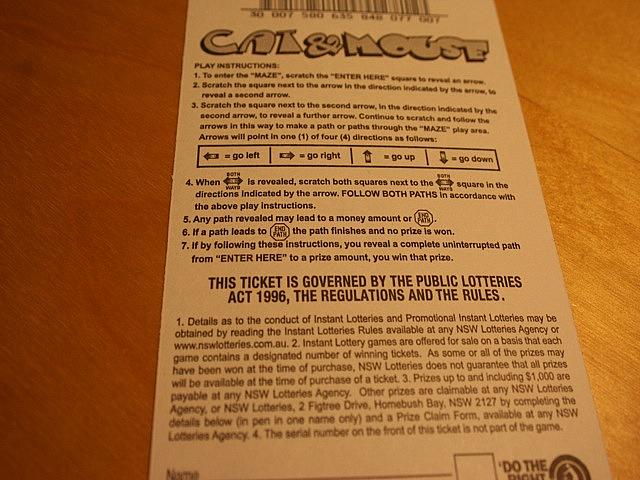 30 007 580 635 848 077 007
CAT & MOUSE
PLAY INSTRUCTIONS:
1. To enter the "MAZE", scratch the "ENTER HERE" square to reveal an arrow.
2. Scratch the square next to the arrow in the direction indicated by the arrow, to
reveal a second arrow.
3. Scratch the square next to the second arrow, in the direction indicated by the
second arrow, to reveal a further arrow. Continue to scratch and follow the
arrows in this way to make a path or paths through the "MAZE" play area.
Arrows will point in one (1) of four (4) directions as follows:
= go left = go right = go up = go down
4. When BOTH WAYS is revealed, scratch both squares next to the BOTH WAYS square in the
directions indicated by the arrow. FOLLOW BOTH PATHS in accordance with
the above play instructions.
5. Any path revealed may lead to a money amount or END PATH.
6. If a path leads to END PATH the path finishes and no prize is won.
7. If by following these instructions, you reveal a complete uninterrupted path
from "ENTER HERE" to a prize amount, you win that prize.
THIS TICKET IS GOVERNED BY THE PUBLIC LOTTERIES
ACT 1996, THE REGULATIONS AND THE RULES.
1. Details as to the conduct of Instant Lotteries and Promotional Instant Lotteries may be
obtained by reading the Instant Lotteries Rules available at any NSW Lotteries Agency or
www.nswlotteries.com.au. 2. Instant Lottery games are offered for sale on a basis that each
game contains a designated number of winning tickets. As some or all of the prizes may
have been won at the time of purchase, NSW Lotteries does not guarantee that all prizes
will be available at the time of purchase of a ticket. 3. Prizes up to and including $1,000 are
payable at any NSW Lotteries Agency. Other prizes are claimable at any NSW Lotteries
Agency, or NSW Lotteries, 2 Figtree Drive, Homebush Bay, NSW 2127 by completing the
details below (in pen in one name only) and a Prize Claim Form, available at any NSW
Lotteries Agency. 4. The serial number on the front of this ticket is not part of the game.
Name
'DO THE
RIGHT